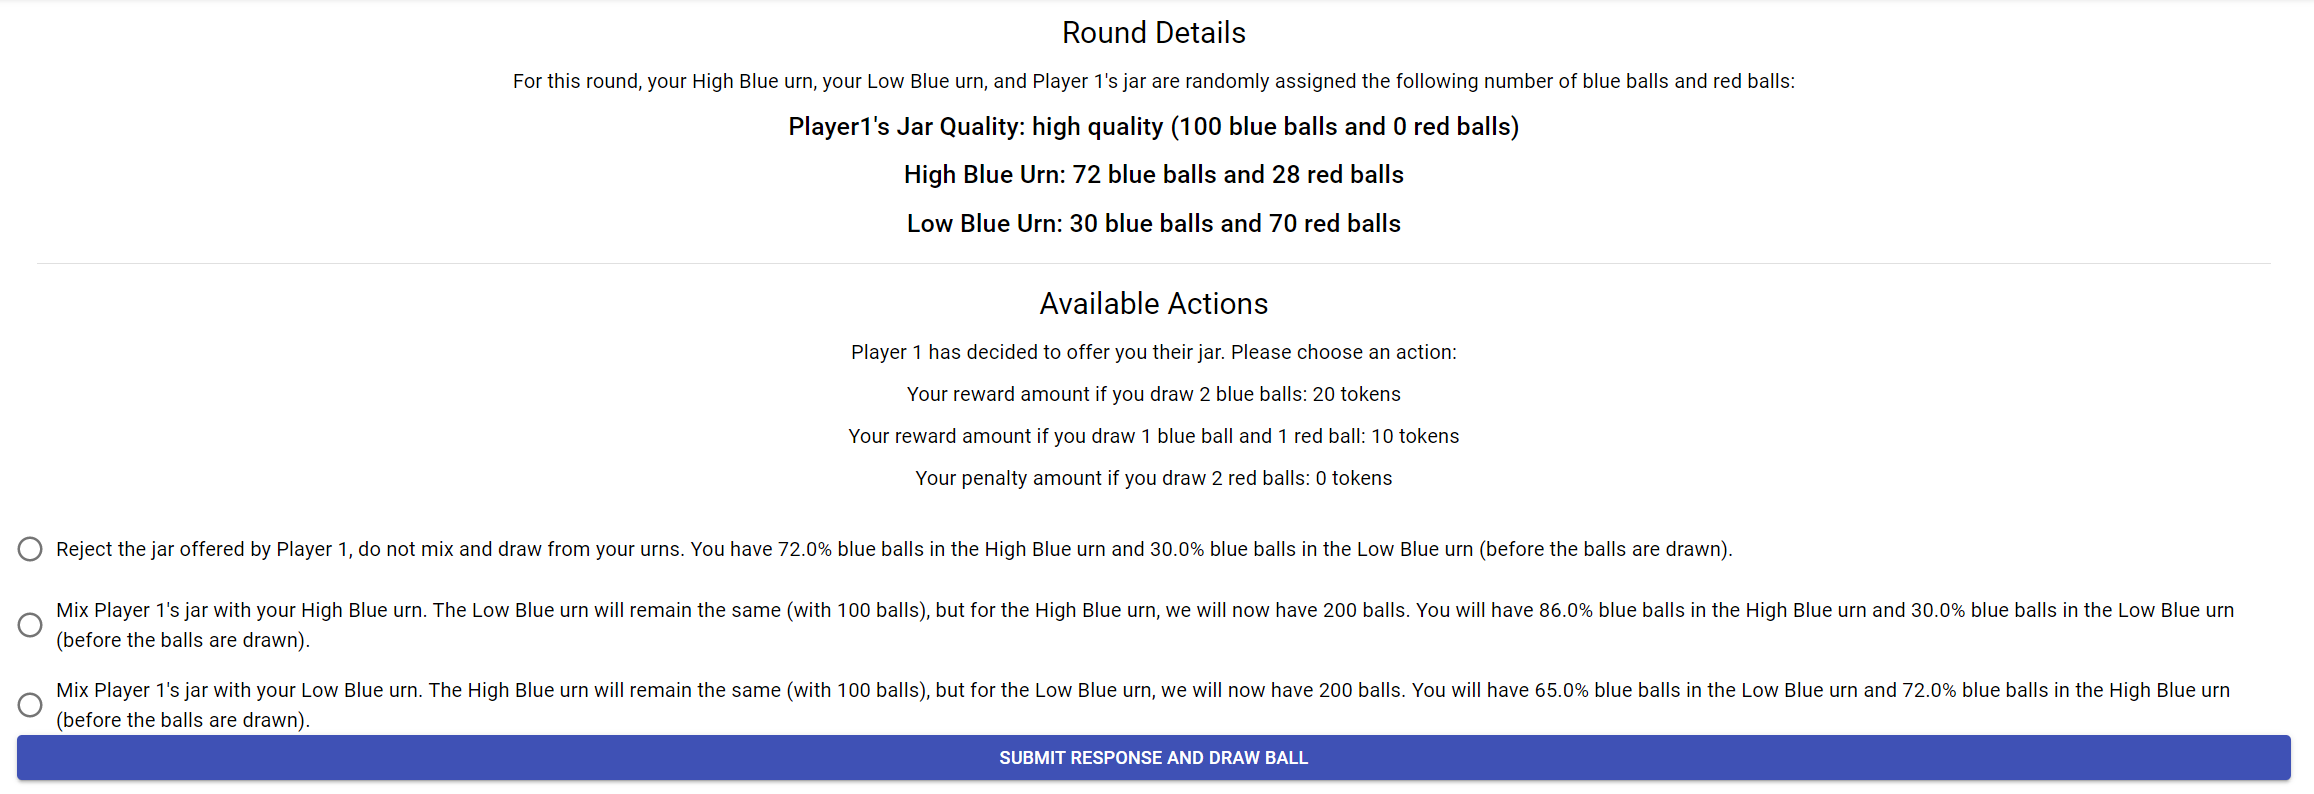 Round Details
For this round, your High Blue urn, your Low Blue urn, and Player 1's jar are randomly assigned the following number of blue balls and red balls:
Player1's Jar Quality: high quality (100 blue balls and 0 red balls)
High Blue Urn: 72 blue balls and 28 red balls
Low Blue Urn: 30 blue balls and 70 red balls
Available Actions
Player 1 has decided to offer you their jar. Please choose an action:
Your reward amount if you draw 2 blue balls: 20 tokens
Your reward amount if you draw 1 blue ball and 1 red ball: 10 tokens
Your penalty amount if you draw 2 red balls: 0 tokens
Reject the jar offered by Player 1, do not mix and draw from your urns. You have 72.0% blue balls in the High Blue urn and 30.0% blue balls in the Low Blue urn (before the balls are drawn).
Mix Player 1's jar with your High Blue urn. The Low Blue urn will remain the same (with 100 balls), but for the High Blue urn, we will now have 200 balls. You will have 86.0% blue balls in the High Blue urn and 30.0% blue balls in the Low Blue urn
(before the balls are drawn).
Mix Player 1's jar with your Low Blue urn. The High Blue urn will remain the same (with 100 balls), but for the Low Blue urn, we will now have 200 balls. You will have 65.0% blue balls in the Low Blue urn and 72.0% blue balls in the High Blue urn
(before the balls are drawn).
SUBMIT RESPONSE AND DRAW BALL